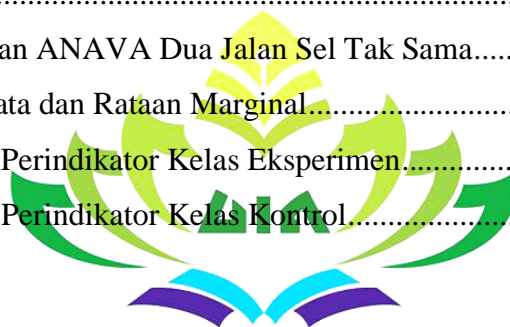 an ANAVA Dua Jalan Sel Tak Sama.....
ata dan Rataan Marginal......................
Perindikator Kelas Eksperimen.............
Perindikator Kelas Kontrol...................